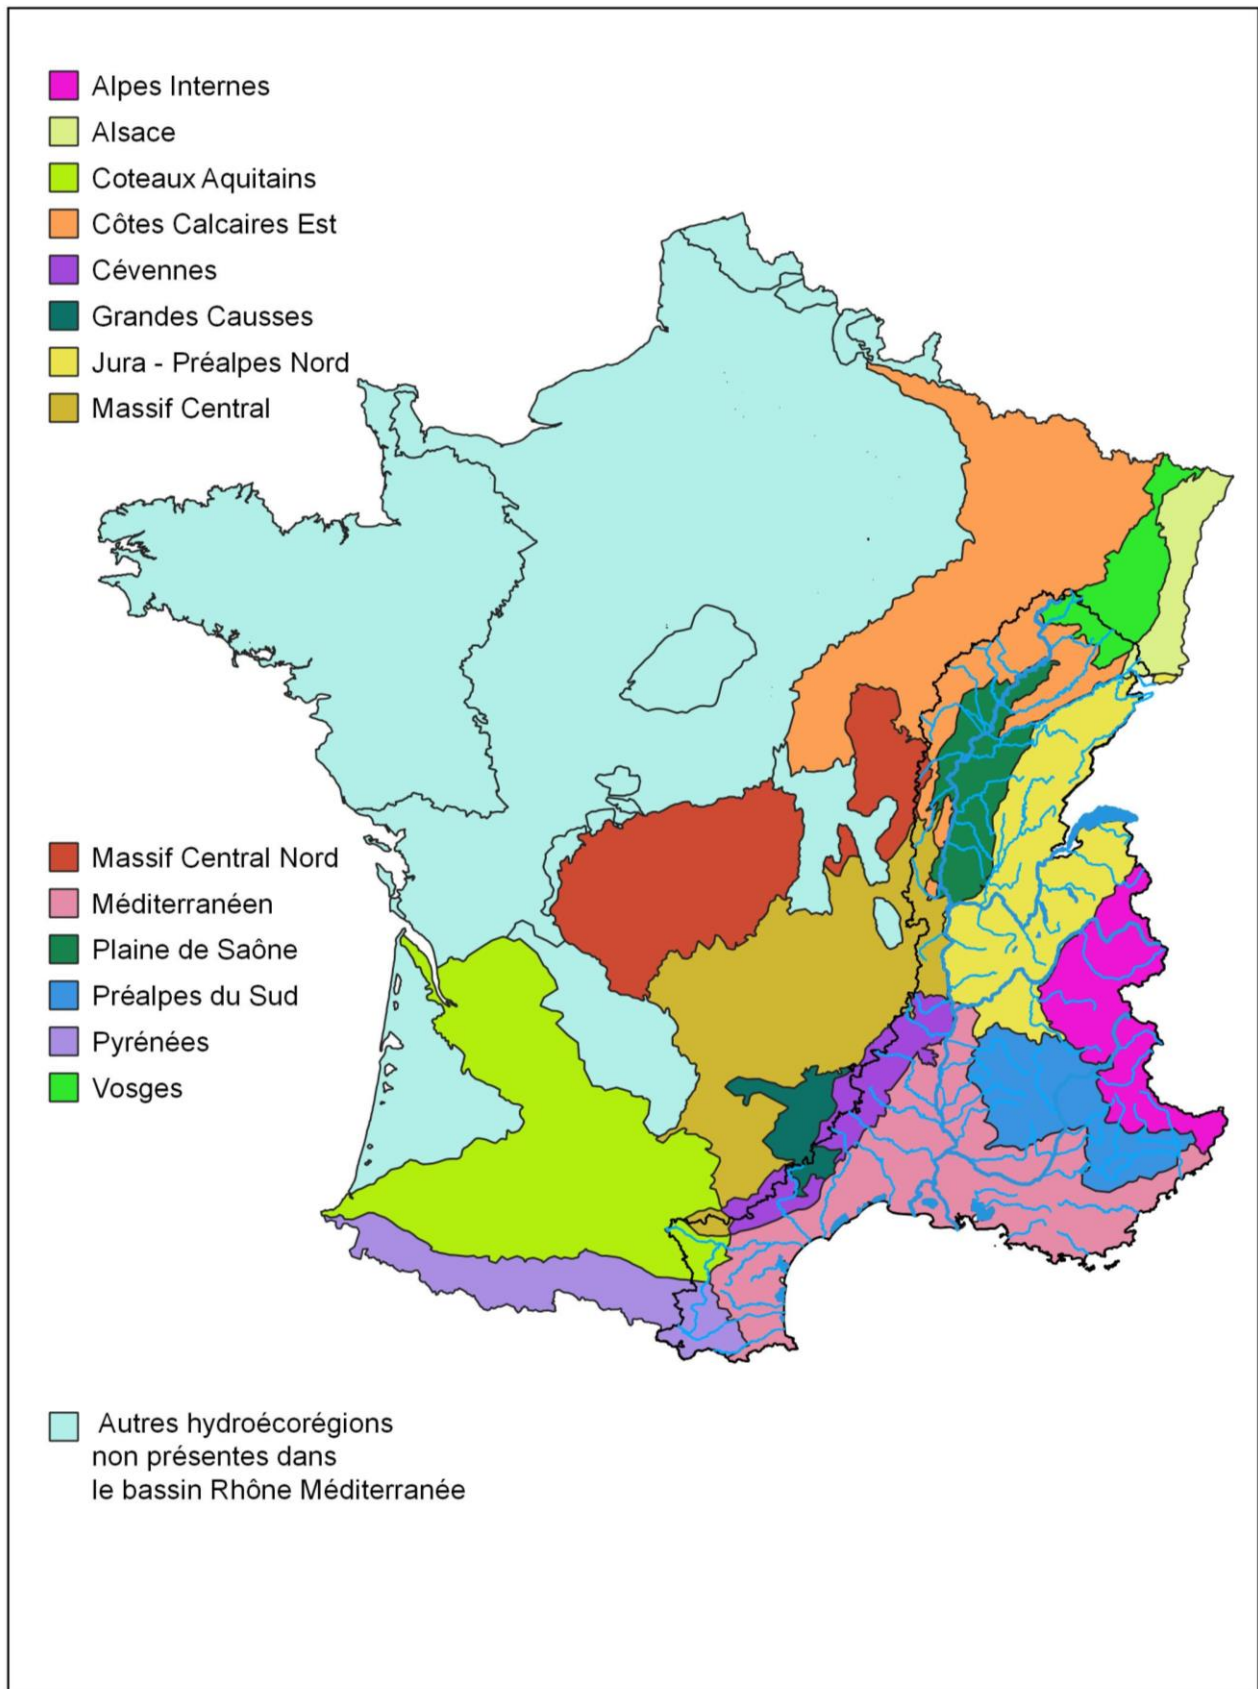 Alpes Internes
Alsace
Coteaux Aquitains
Côtes Calcaires Est
Cévennes
Grandes Causses
Jura - Préalpes Nord
Massif Central
Massif Central Nord
Méditerranéen
Plaine de Saône
Préalpes du Sud
Pyrénées
Vosges
Autres hydroécorégions
non présentes dans
le bassin Rhône Méditerranée